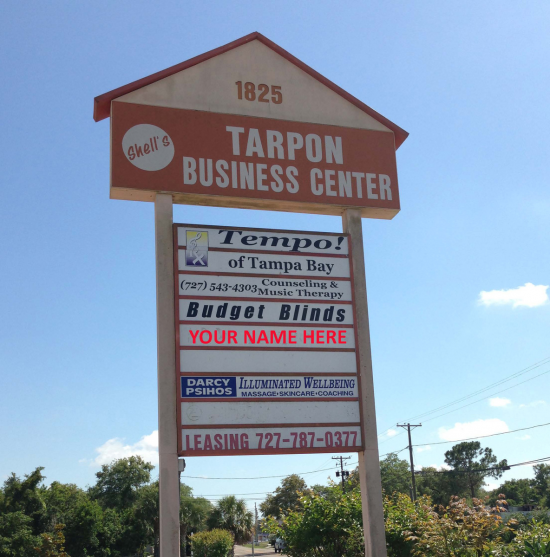 1825
Shell's
TARPON
BUSINESS CENTER
Tempo!
of Tampa Bay
(727) 543-4303 Counseling &
Music Therapy
Budget Blinds
YOUR NAME HERE
DARCY
PSIHOS
ILLUMINATED WELLBEING
MASSAGE•SKINCARE•COACHING
LEASING 727-787-0377